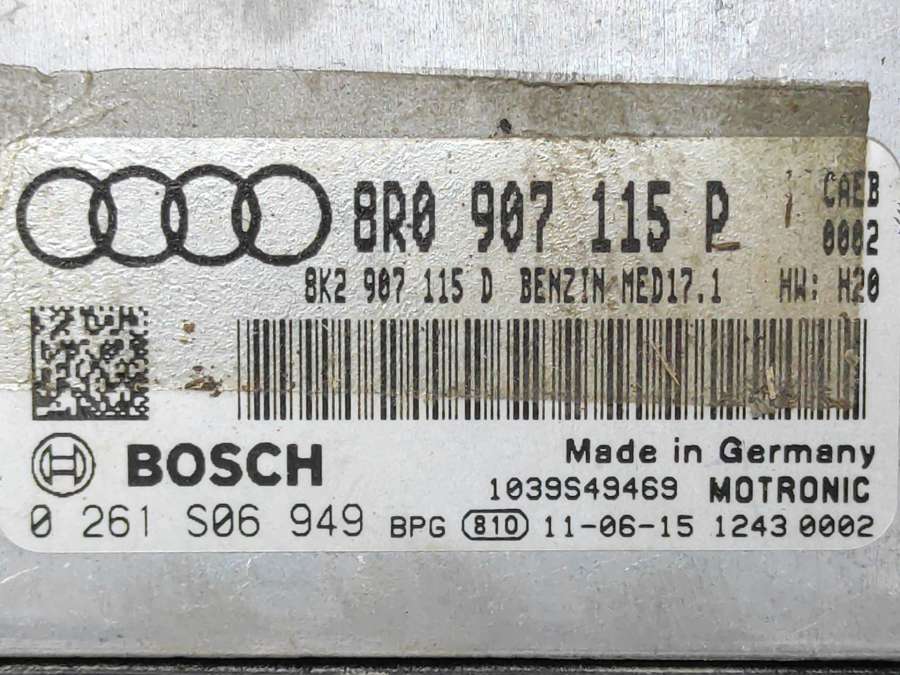 8R0 907 115 P CAEB
0002
8K2 907 115 D BENZIN MED17.1 HW: H20
BOSCH
Made in Germany
1039S49469 MOTRONIC
0 261 S06 949 BPG 810 11-06-15 1243 0002